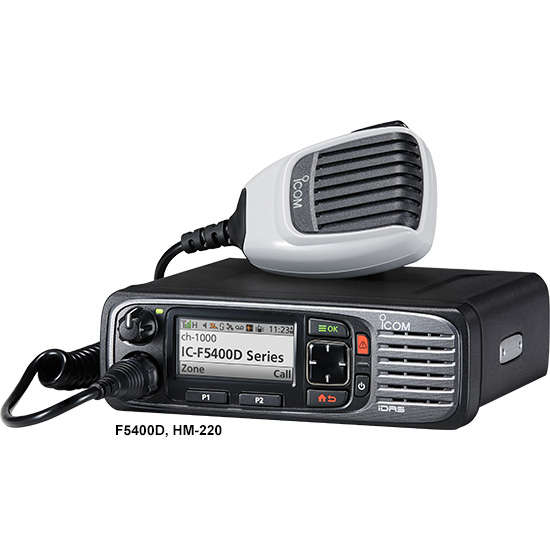 iCOM
H 11:23
OK
iCOM
ch-1000
IC-F5400D Series
Zone Call
P1 P2
IDAS
F5400D, HM-220